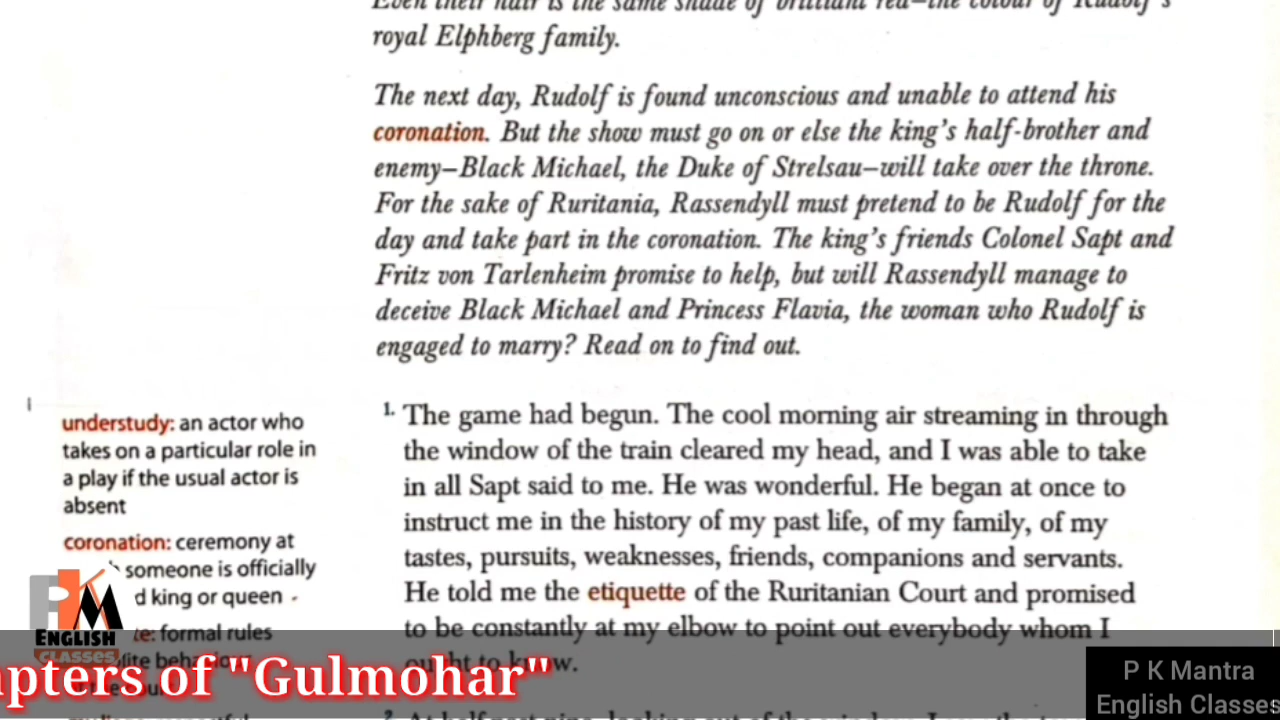 royal Elphberg family.
The next day, Rudolf is found unconscious and unable to attend his
coronation. But the show must go on or else the king's half-brother and
enemy–Black Michael, the Duke of Strelsau–will take over the throne.
For the sake of Ruritania, Rassendyll must pretend to be Rudolf for the
day and take part in the coronation. The king's friends Colonel Sapt and
Fritz von Tarlenheim promise to help, but will Rassendyll manage to
deceive Black Michael and Princess Flavia, the woman who Rudolf is
engaged to marry? Read on to find out.
understudy: an actor who
takes on a particular role in
a play if the usual actor is
absent
coronation: ceremony at
someone is officially
d king or queen
te: formal rules
1. The game had begun. The cool morning air streaming in through
the window of the train cleared my head, and I was able to take
in all Sapt said to me. He was wonderful. He began at once to
instruct me in the history of my past life, of my family, of my
tastes, pursuits, weaknesses, friends, companions and servants.
He told me the etiquette of the Ruritanian Court and promised
to be constantly at my elbow to point out everybody whom I
PKM
ENGLISH
CLASSES
apters of "Gulmohar"
P K Mantra
English Classes